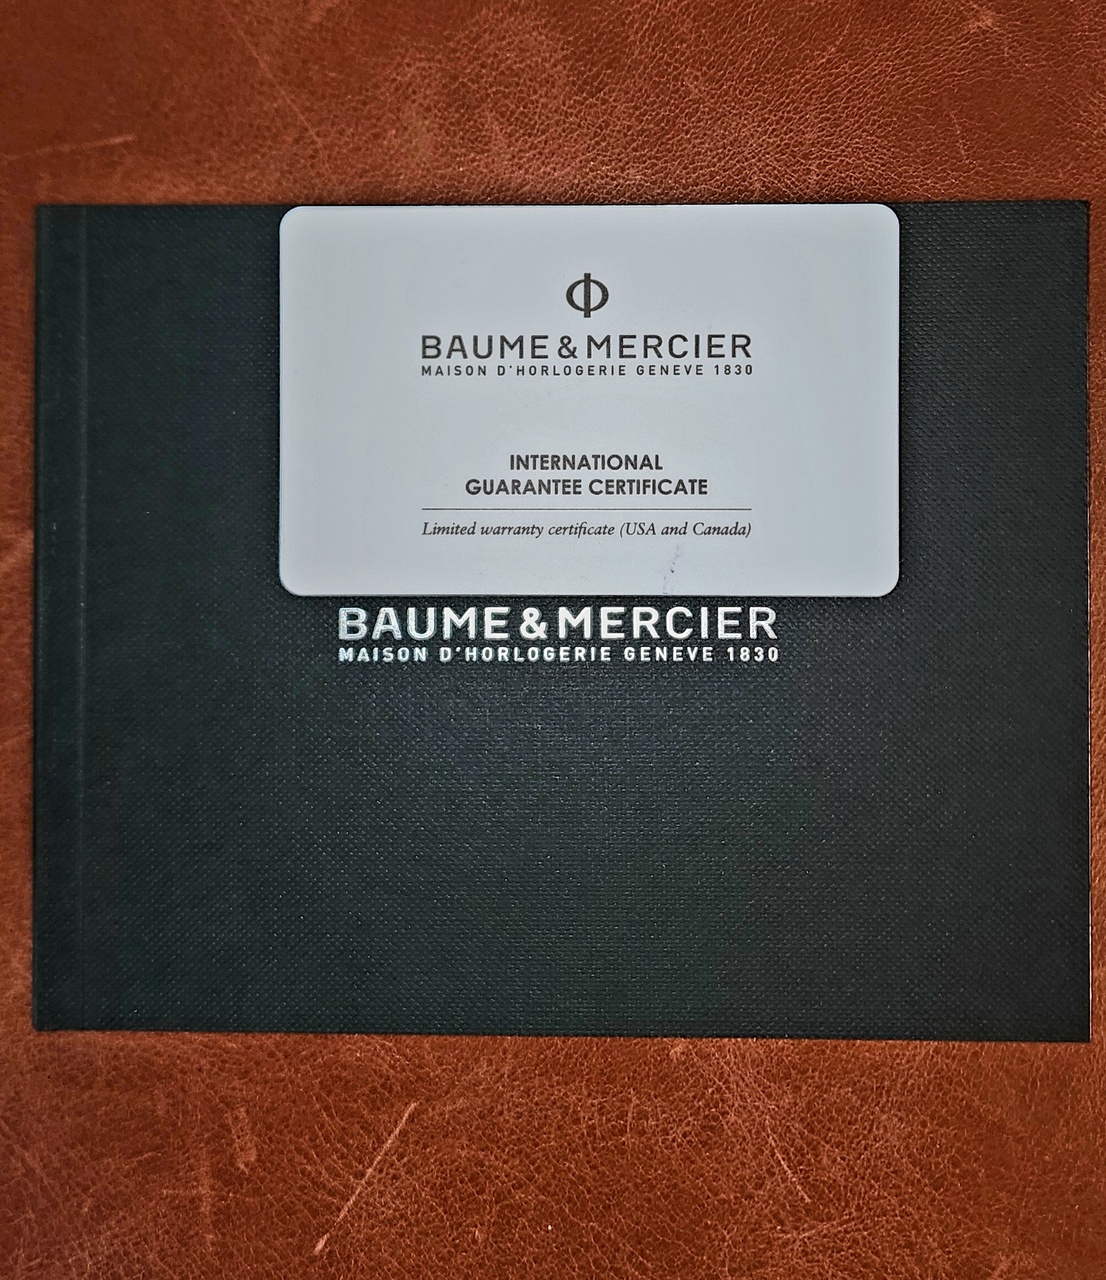 BAUME & MERCIER
MAISON D'HORLOGERIE GENEVE 1830
INTERNATIONAL
GUARANTEE CERTIFICATE
Limited warranty certificate (USA and Canada)
BAUME & MERCIER
MAISON D'HORLOGERIE GENEVE 1830